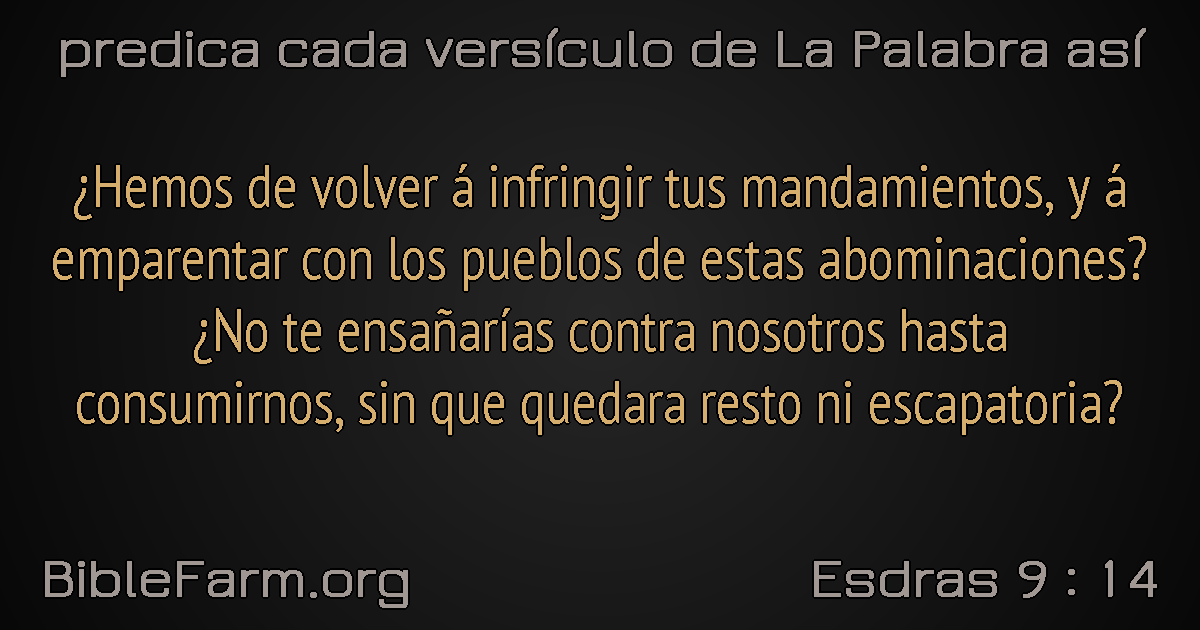 predica cada versículo de La Palabra así
¿Hemos de volver á infringir tus mandamientos, y á
emparentar con los pueblos de estas abominaciones?
¿No te ensañarías contra nosotros hasta
consumirnos, sin que quedara resto ni escapatoria?
BibleFarm.org
Esdras 9 : 14